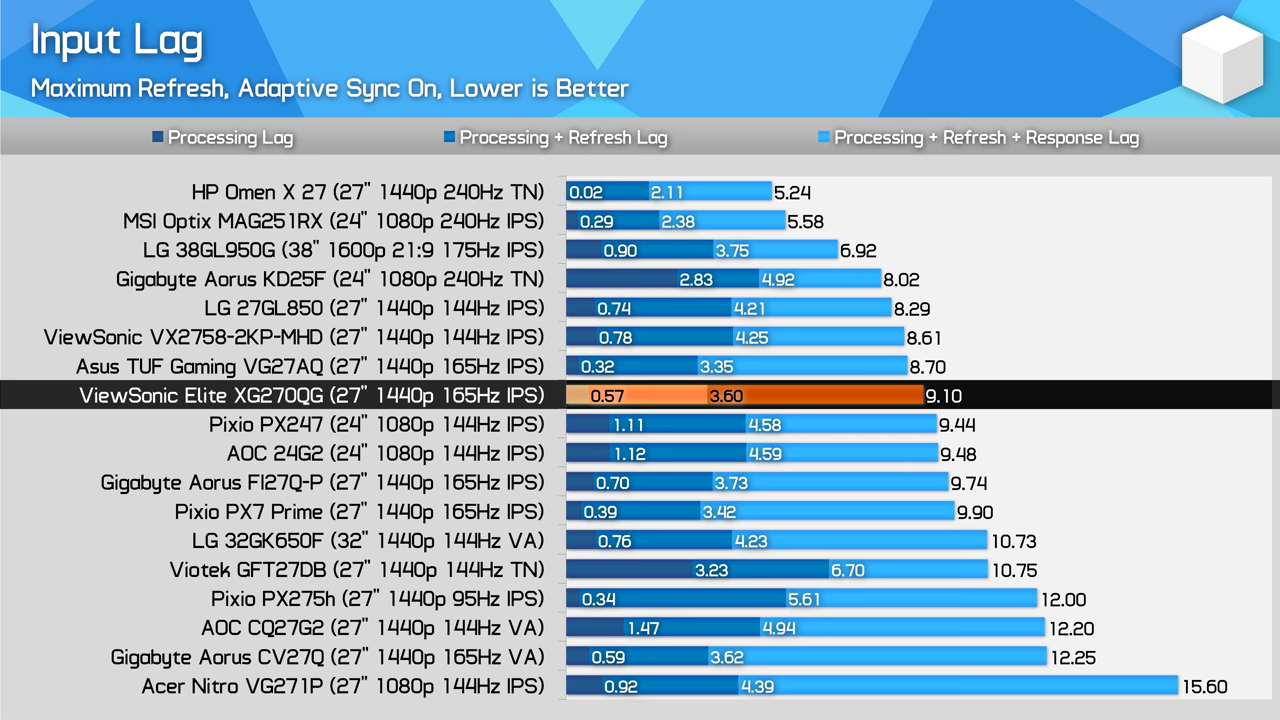 Input Lag
Maximum Refresh, Adaptive Sync On, Lower is Better
Processing Lag Processing + Refresh Lag Processing + Refresh + Response Lag
HP Omen X 27 (27" 1440p 240Hz TN) 0.02 2.11 5.24
MSI Optix MAG251RX (24" 1080p 240Hz IPS) 0.29 2.38 5.58
LG 38GL950G (38" 1600p 21:9 175Hz IPS) 0.90 3.75 6.92
Gigabyte Aorus KD25F (24" 1080p 240Hz TN) 2.83 4.92 8.02
LG 27GL850 (27" 1440p 144Hz IPS) 0.74 4.21 8.29
ViewSonic VX2758-2KP-MHD (27" 1440p 144Hz IPS) 0.78 4.25 8.61
Asus TUF Gaming VG27AQ (27" 1440p 165Hz IPS) 0.32 3.35 8.70
ViewSonic Elite XG270QG (27" 1440p 165Hz IPS) 0.57 3.60 9.10
Pixio PX247 (24" 1080p 144Hz IPS) 1.11 4.58 9.44
AOC 24G2 (24" 1080p 144Hz IPS) 1.12 4.59 9.48
Gigabyte Aorus FI27Q-P (27" 1440p 165Hz IPS) 0.70 3.73 9.74
Pixio PX7 Prime (27" 1440p 165Hz IPS) 0.39 3.42 9.90
LG 32GK650F (32" 1440p 144Hz VA) 0.76 4.23 10.73
Viotek GFT27DB (27" 1440p 144Hz TN) 3.23 6.70 10.75
Pixio PX275h (27" 1440p 95Hz IPS) 0.34 5.61 12.00
AOC CQ27G2 (27" 1440p 144Hz VA) 1.47 4.94 12.20
Gigabyte Aorus CV27Q (27" 1440p 165Hz VA) 0.59 3.62 12.25
Acer Nitro VG271P (27" 1080p 144Hz IPS) 0.92 4.39 15.60